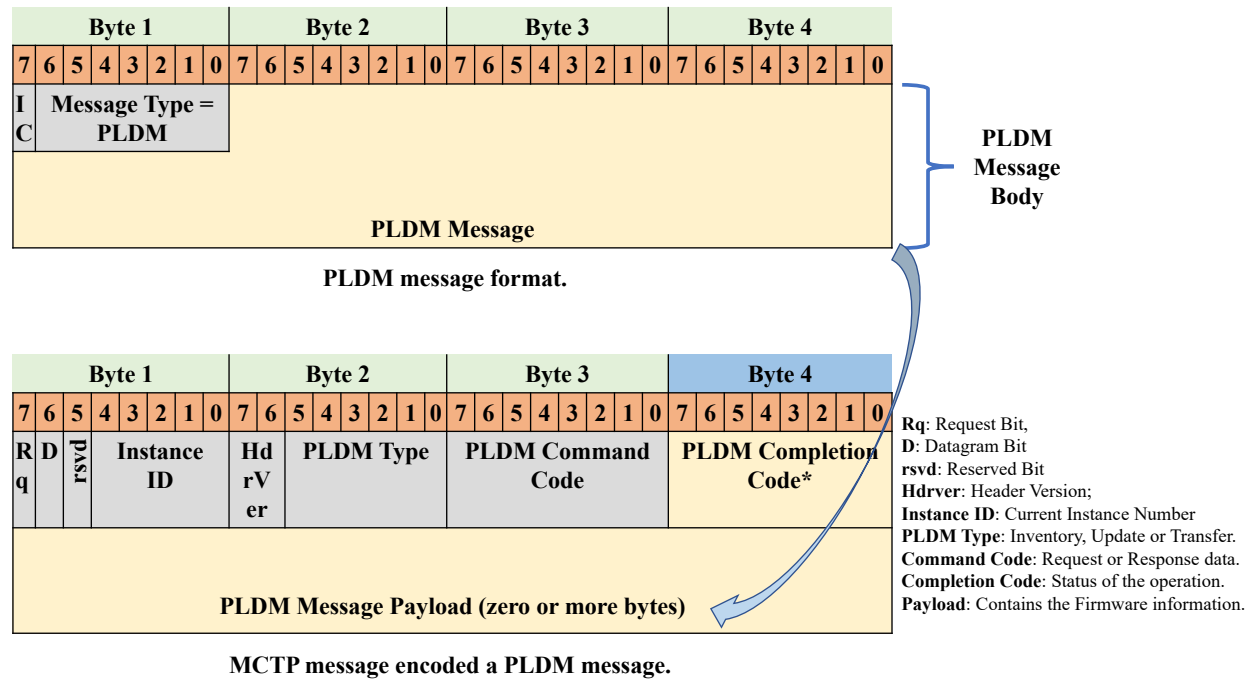 Byte 1 Byte 2 Byte 3 Byte 4
7 6 5 4 3 2 1 0 7 6 5 4 3 2 1 0 7 6 5 4 3 2 1 0 7 6 5 4 3 2 1 0
I
C
Message Type =
PLDM
PLDM Message
PLDM
Message
Body
PLDM message format.
Byte 1 Byte 2 Byte 3 Byte 4
7 6 5 4 3 2 1 0 7 6 5 4 3 2 1 0 7 6 5 4 3 2 1 0 7 6 5 4 3 2 1 0
R
q
D
rsvd
Instance
ID
Hd
rV
er
PLDM Type
PLDM Command
Code
PLDM Completion
Code*
PLDM Message Payload (zero or more bytes)
Rq: Request Bit,
D: Datagram Bit
rsvd: Reserved Bit
Hdrver: Header Version;
Instance ID: Current Instance Number
PLDM Type: Inventory, Update or Transfer.
Command Code: Request or Response data.
Completion Code: Status of the operation.
Payload: Contains the Firmware information.
MCTP message encoded a PLDM message.